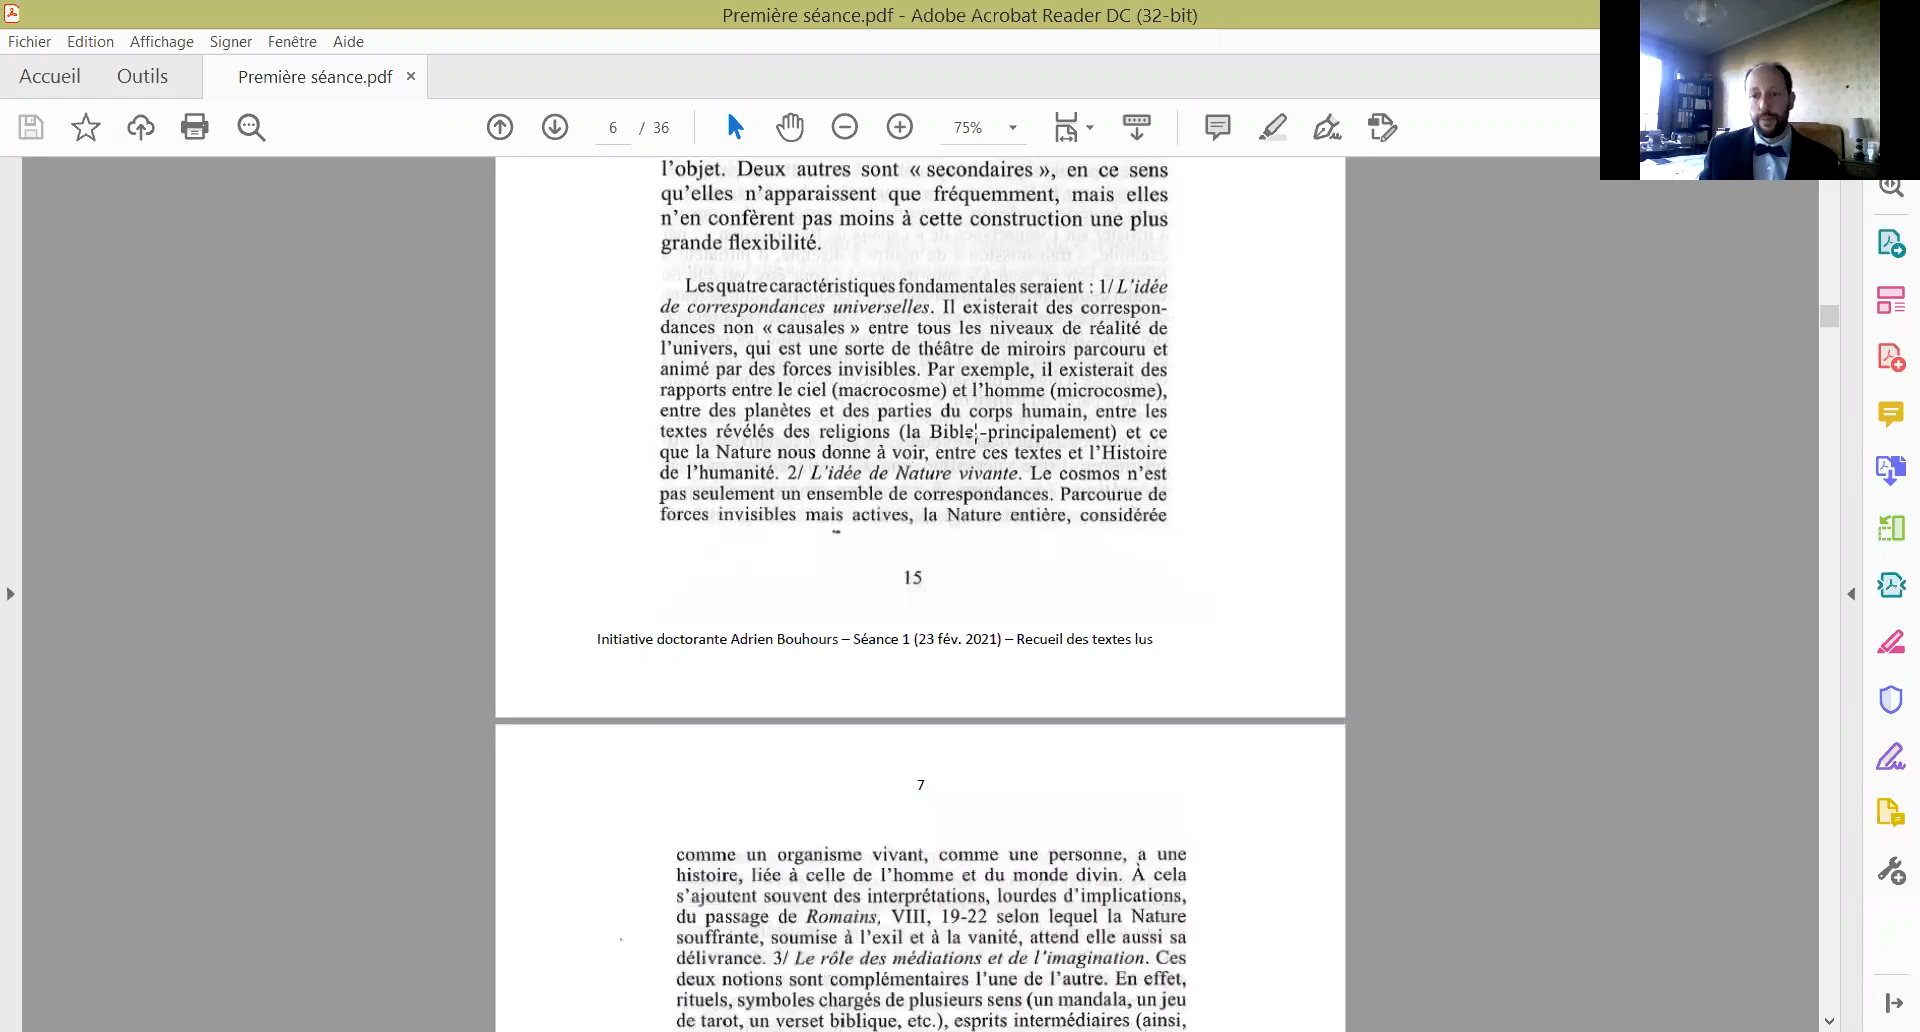 Première séance.pdf - Adobe Acrobat Reader DC (32-bit)
Fichier Edition Affichage Signer Fenêtre Aide
Accueil Outils Première séance.pdf ×
6 / 36 75%
l'objet. Deux autres sont « secondaires », en ce sens
qu'elles n'apparaissent que fréquemment, mais elles
n'en confèrent pas moins à cette construction une plus
grande flexibilité.
Les quatre caractéristiques fondamentales seraient : 1/ L'idée
de correspondances universelles. Il existerait des correspon-
dances non « causales » entre tous les niveaux de réalité de
l'univers, qui est une sorte de théâtre de miroirs parcouru et
animé par des forces invisibles. Par exemple, il existerait des
rapports entre le ciel (macrocosme) et l'homme (microcosme),
entre des planètes et des parties du corps humain, entre les
textes révélés des religions (la Bible-principalement) et ce
que la Nature nous donne à voir, entre ces textes et l'Histoire
de l'humanité. 2/ L'idée de Nature vivante. Le cosmos n'est
pas seulement un ensemble de correspondances. Parcourue de
forces invisibles mais actives, la Nature entière, considérée
15
Initiative doctorante Adrien Bouhours – Séance 1 (23 fév. 2021) – Recueil des textes lus
7
comme un organisme vivant, comme une personne, a une
histoire, liée à celle de l'homme et du monde divin. À cela
s'ajoutent souvent des interprétations, lourdes d'implications,
du passage de Romains, VIII, 19-22 selon lequel la Nature
souffrante, soumise à l'exil et à la vanité, attend elle aussi sa
délivrance. 3/ Le rôle des médiations et de l'imagination. Ces
deux notions sont complémentaires l'une de l'autre. En effet,
rituels, symboles chargés de plusieurs sens (un mandala, un jeu
de tarot, un verset biblique, etc.), esprits intermédiaires (ainsi,